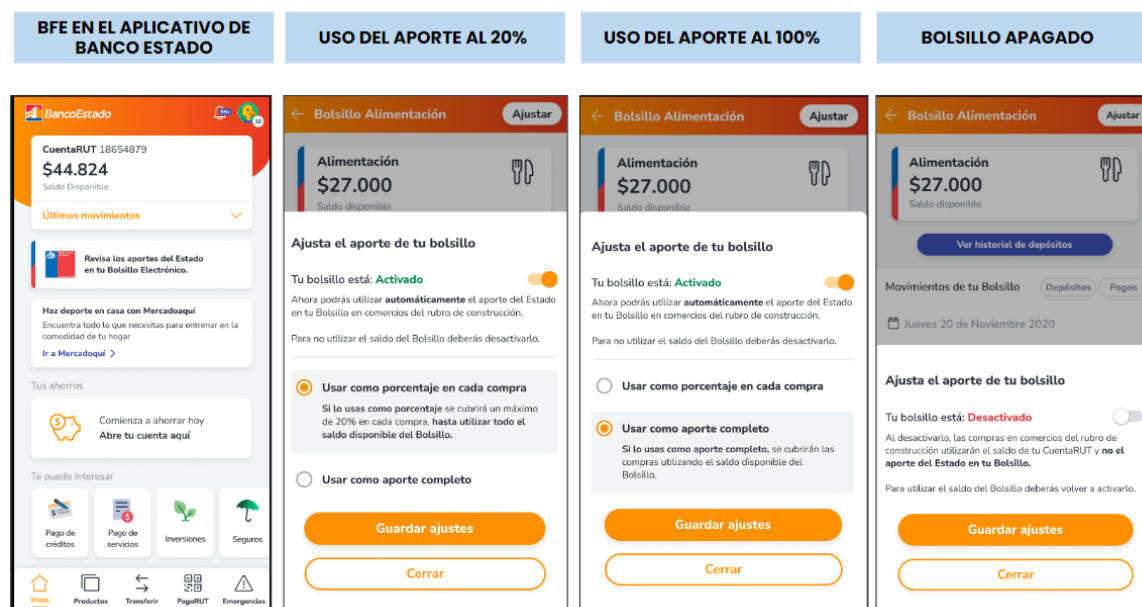 BFE EN EL APLICATIVO DE
BANCO ESTADO
USO DEL APORTE AL 20%
USO DEL APORTE AL 100%
BOLSILLO APAGADO
BancoEstado
99+
CuentaRUT 18654879
$44.824
Saldo Disponible
Últimos movimientos
Revisa los aportes del Estado
en tu Bolsillo Electrónico.
Haz deporte en casa con Mercadoaquí
Encuentra todo lo que necesitas para entrenar en la
comodidad de tu hogar
Ir a Mercadoquí
Tus ahorros
Comienza a ahorrar hoy
Abre tu cuenta aquí
Te puede interesar
Pago de
créditos
Pago de
servicios
Inversiones
Seguros
Inicio
Productos
Transferir
PagoRUT
Emergencias
Bolsillo Alimentación
Ajustar
Alimentación
$27.000
Saldo disponible
Ajusta el aporte de tu bolsillo
Tu bolsillo está: Activado
Ahora podrás utilizar automáticamente el aporte del Estado
en tu Bolsillo en comercios del rubro de construcción.
Para no utilizar el saldo del Bolsillo deberás desactivarlo.
Usar como porcentaje en cada compra
Si lo usas como porcentaje se cubrirá un máximo
de 20% en cada compra, hasta utilizar todo el
saldo disponible del Bolsillo.
Usar como aporte completo
Guardar ajustes
Cerrar
Bolsillo Alimentación
Ajustar
Alimentación
$27.000
Saldo disponible
Ajusta el aporte de tu bolsillo
Tu bolsillo está: Activado
Ahora podrás utilizar automáticamente el aporte del Estado
en tu Bolsillo en comercios del rubro de construcción.
Para no utilizar el saldo del Bolsillo deberás desactivarlo.
Usar como porcentaje en cada compra
Usar como aporte completo
Si lo usas como aporte completo, se cubrirán las
compras utilizando el saldo disponible del
Bolsillo.
Guardar ajustes
Cerrar
Bolsillo Alimentación
Ajustar
Alimentación
$27.000
Saldo disponible
Ver historial de depósitos
Movimientos de tu Bolsillo
Depósitos
Pagos
Jueves 20 de Noviembre 2020
Ajusta el aporte de tu bolsillo
Tu bolsillo está: Desactivado
Al desactivarlo, las compras en comercios del rubro de
construcción utilizarán el saldo de tu CuentaRUT y no el
aporte del Estado en tu Bolsillo.
Para utilizar el saldo del Bolsillo deberás volver a activarlo.
Guardar ajustes
Cerrar